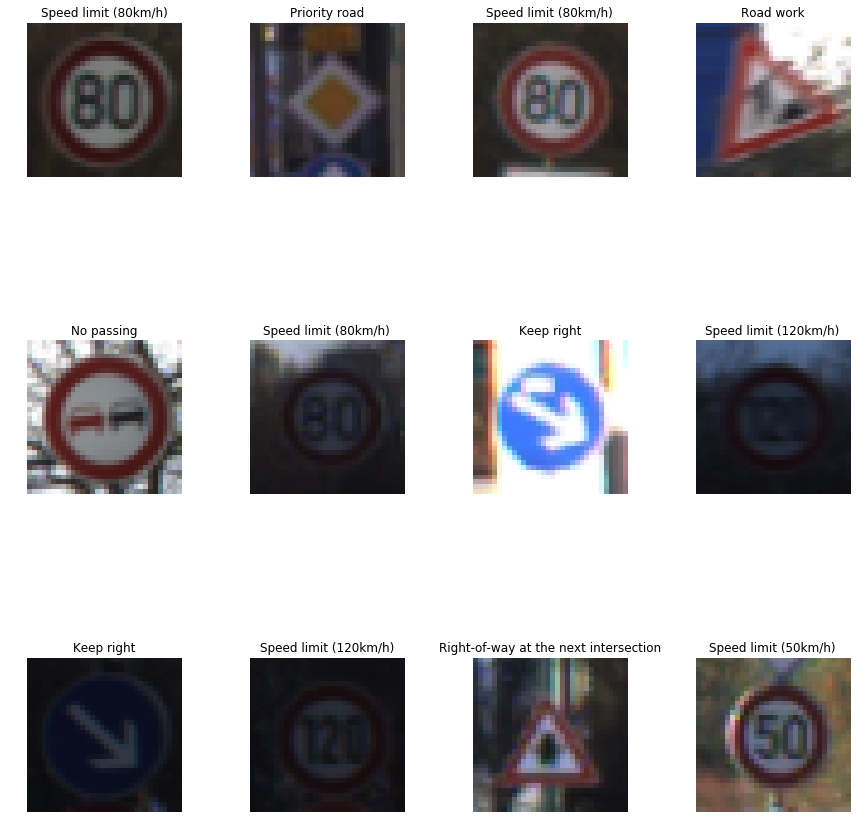 Speed limit (80km/h)
Priority road
Speed limit (80km/h)
Road work
80
80
No passing
Speed limit (80km/h)
Keep right
Speed limit (120km/h)
80
120
Keep right
Speed limit (120km/h)
Right-of-way at the next intersection
Speed limit (50km/h)
120
50